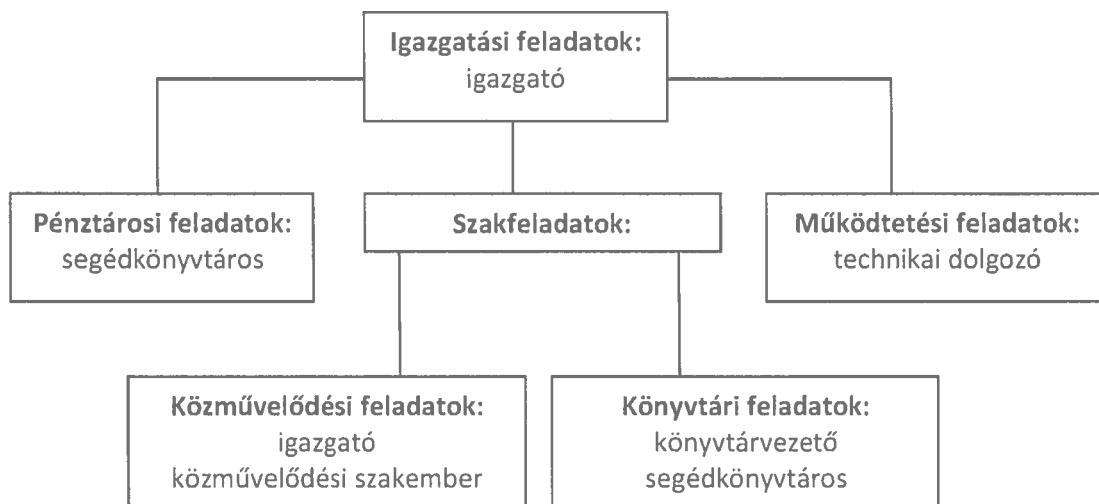 Igazgatási feladatok:
igazgató
Pénztárosi feladatok:
segédkönyvtáros
Szakfeladatok:
Működtetési feladatok:
technikai dolgozó
Közművelődési feladatok:
igazgató
közművelődési szakember
Könyvtári feladatok:
könyvtárvezető
segédkönyvtáros